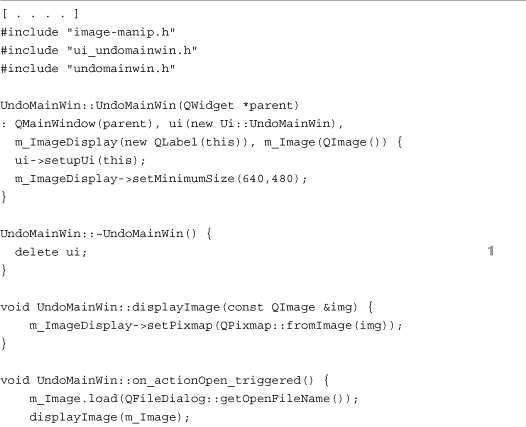 [ . . . . ]
#include "image-manip.h"
#include "ui_undomainwin.h"
#include "undomainwin.h"
UndoMainWin::UndoMainWin(QWidget *parent)
: QMainWindow(parent), ui(new Ui::UndoMainWin),
  m_ImageDisplay(new QLabel(this)), m_Image(QImage()) {
  ui->setupUi(this);
  m_ImageDisplay->setMinimumSize(640,480);
}
UndoMainWin::~UndoMainWin() {
  delete ui;
1
}
void UndoMainWin::displayImage(const QImage &img) {
    m_ImageDisplay->setPixmap(QPixmap::fromImage(img));
}
void UndoMainWin::on_actionOpen_triggered() {
    m_Image.load(QFileDialog::getOpenFileName());
    displayImage(m_Image);